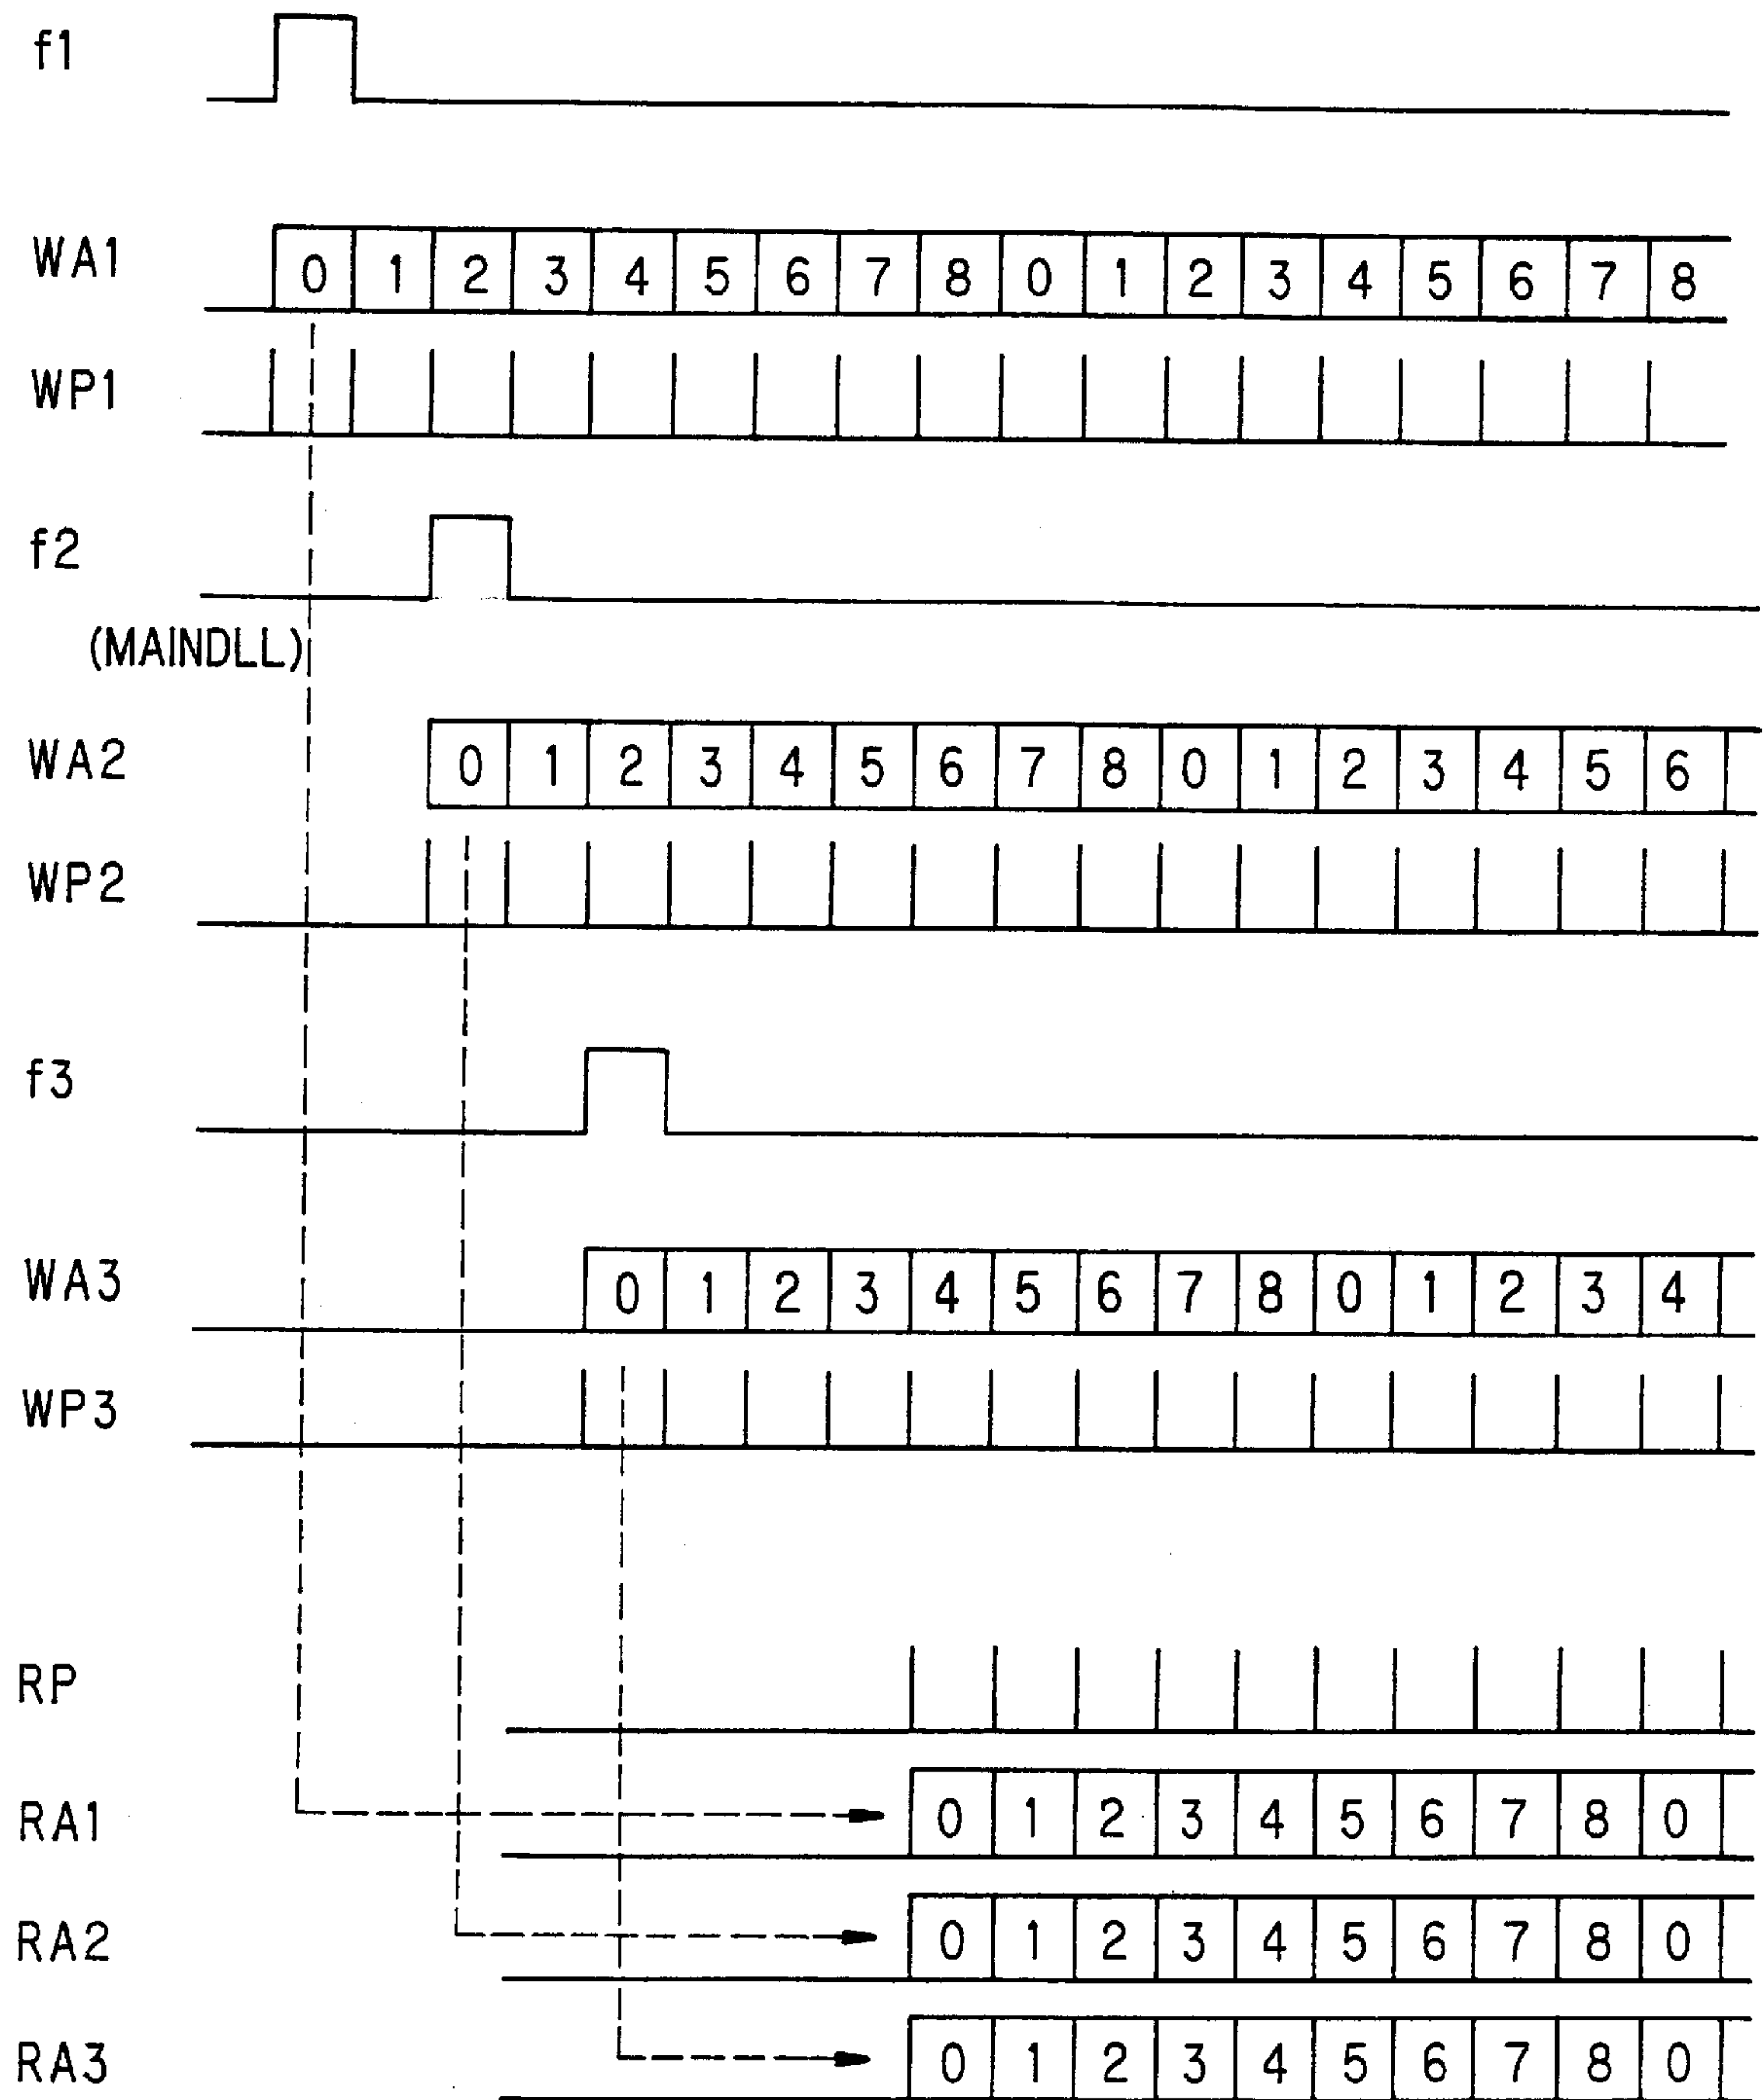 f1
WA1 0 1 2 3 4 5 6 7 8 0 1 2 3 4 5 6 7 8
WP1
f2
(MAINDLL)
WA2 0 1 2 3 4 5 6 7 8 0 1 2 3 4 5 6
WP2
f3
WA3 0 1 2 3 4 5 6 7 8 0 1 2 3 4
WP3
RP
RA1 0 1 2 3 4 5 6 7 8 0
RA2 0 1 2 3 4 5 6 7 8 0
RA3 0 1 2 3 4 5 6 7 8 0